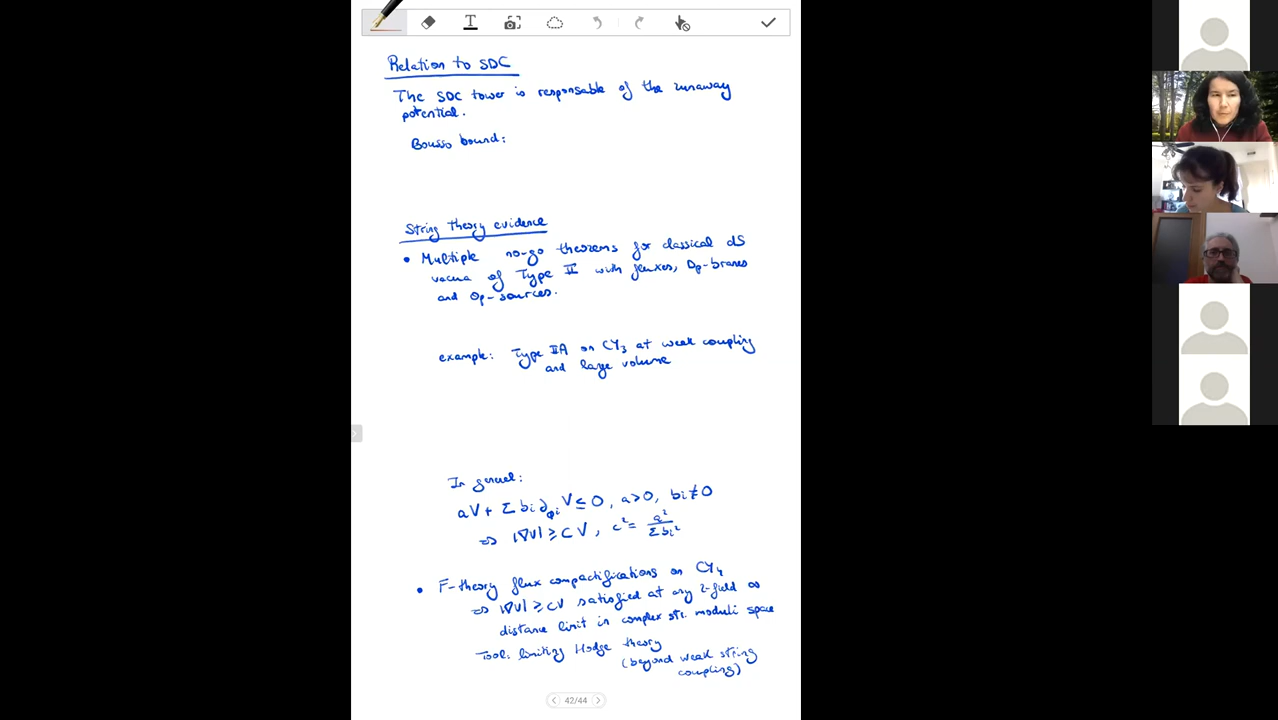 T
Relation to SDC
The SDC tower is responsable of the runaway
potential.
Bousso bound:
String theory evidence
• Multiple no-go theorems for classical dS
vacua of Type II with fluxes, Dp-branes
and Op-sources.
example: Type IIA on CY₃ at weak coupling
and large volume
In general:
aV + Σ bi ∂φi V ≤ 0, a>0, bi ≠ 0
⇒ |∇V| ≥ cV, c² = a²/Σbi²
• F-theory flux compactifications on CY₄
⇒ |∇V| ≥ cV satisfied at any 2-field ∞
distance limit in complex str. moduli space
Tool: limiting Hodge theory
(beyond weak string
coupling)
42/44